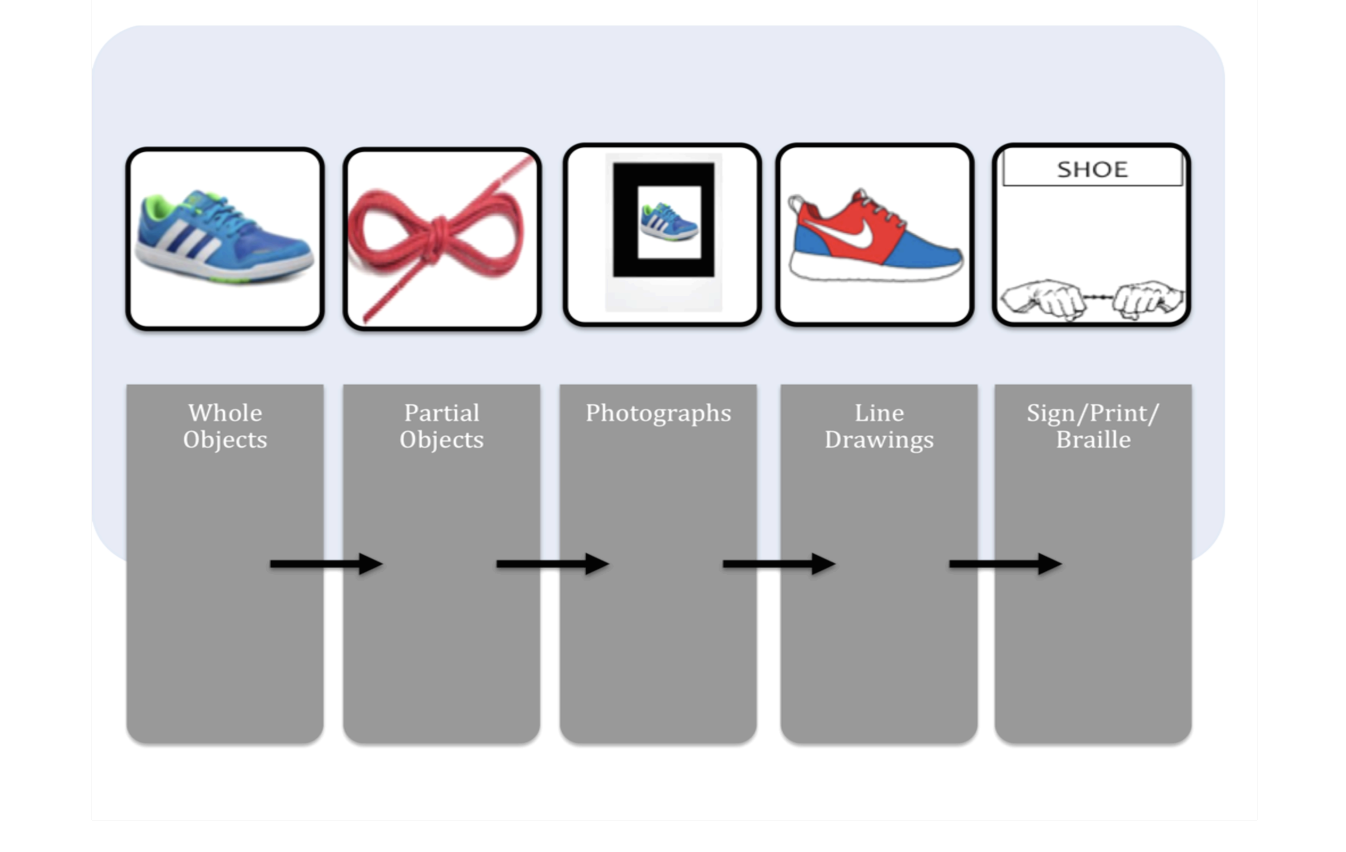 SHOE
Whole
Objects
Partial
Objects
Photographs
Line
Drawings
Sign/Print/
Braille